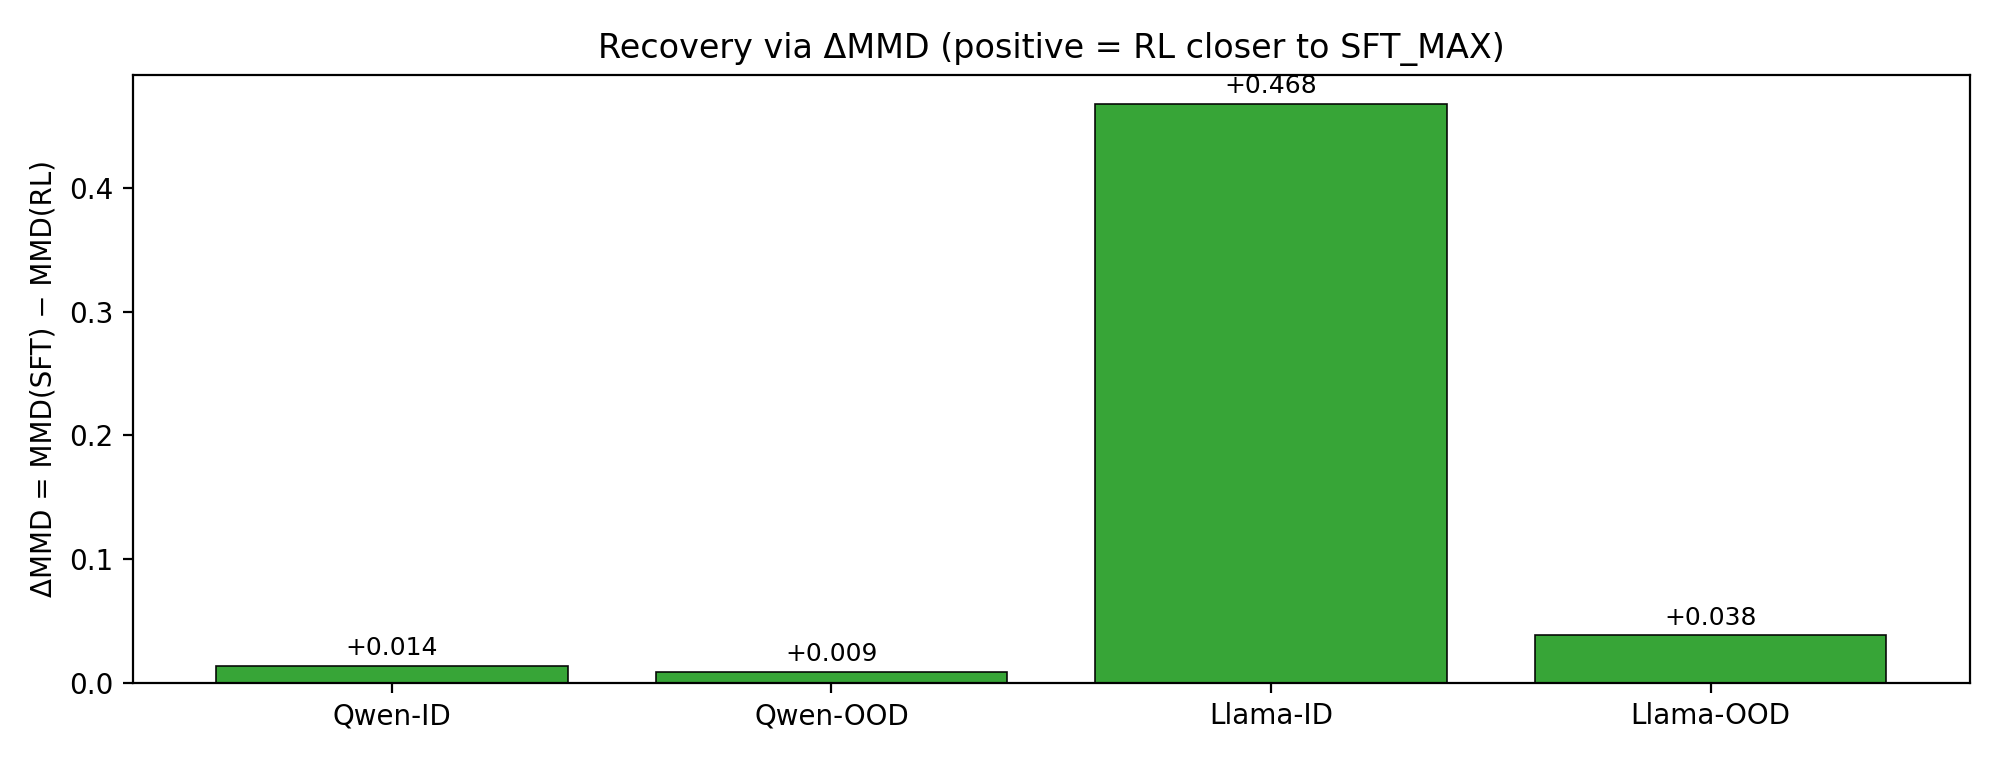 Recovery via ΔMMD (positive = RL closer to SFT_MAX)
ΔMMD = MMD(SFT) − MMD(RL)
0.4
0.3
0.2
0.1
0.0
+0.014
+0.009
+0.468
+0.038
Qwen-ID
Qwen-OOD
Llama-ID
Llama-OOD